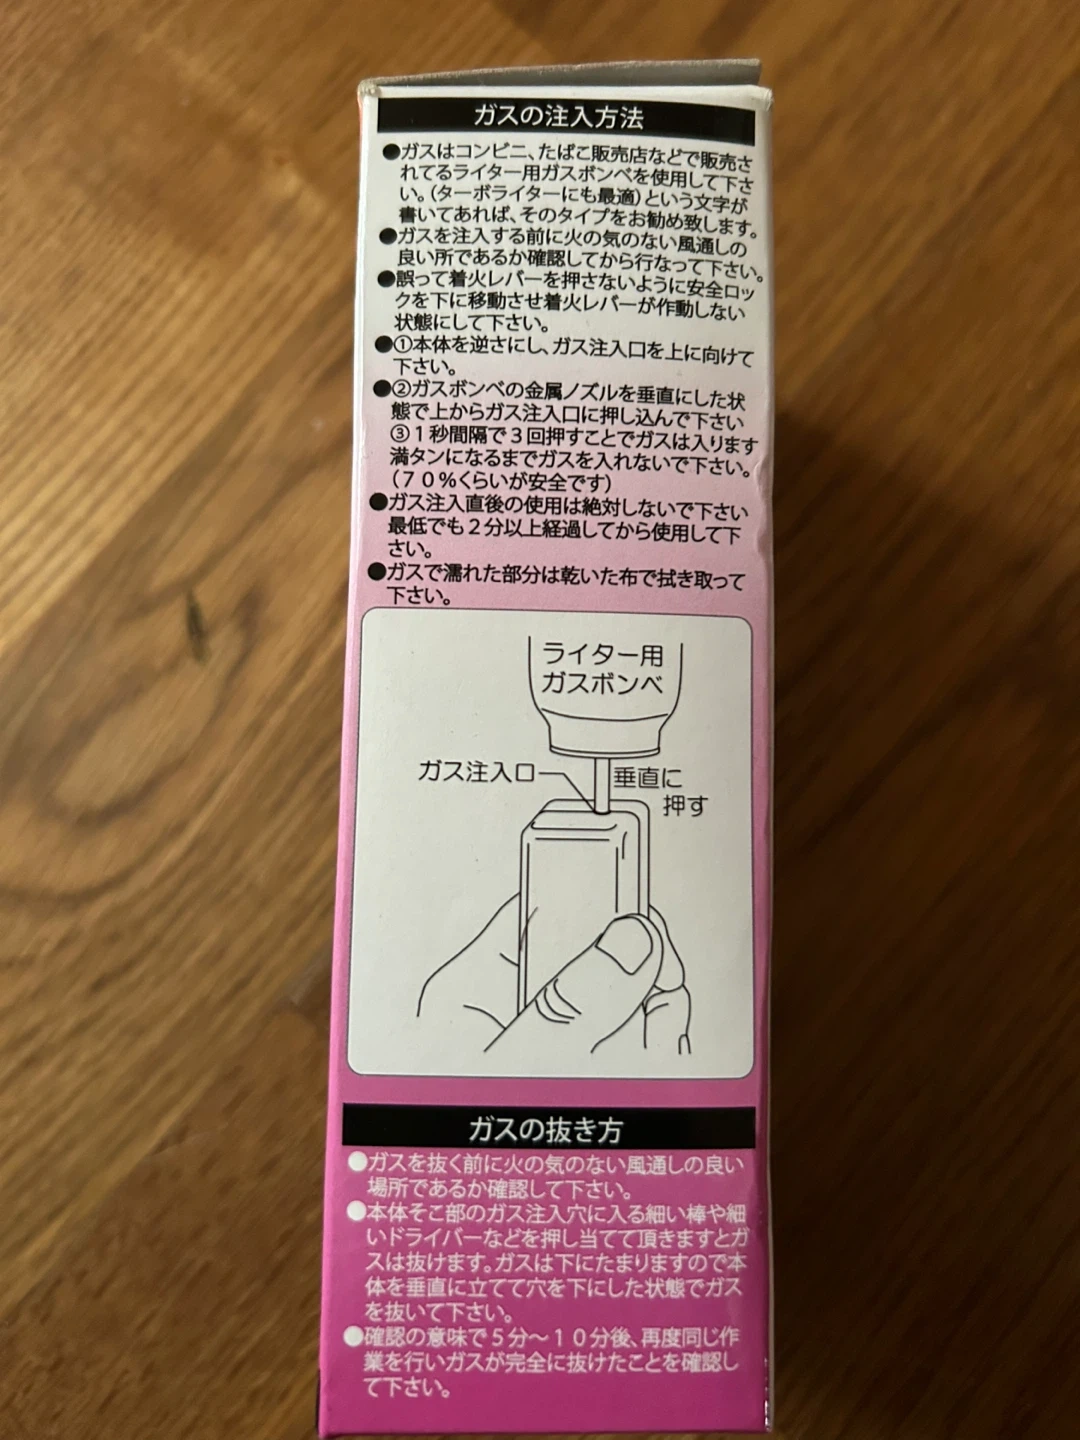 ガスの注入方法
●ガスはコンビニ、たばこ販売店などで販売さ
れてるライター用ガスボンベを使用して下さ
い。(ターボライターにも最適)という文字が
書いてあれば、そのタイプをお勧め致します。
●ガスを注入する前に火の気のない風通しの
良い所であるか確認してから行なって下さい。
●誤って着火レバーを押さないように安全ロッ
クを下に移動させ着火レバーが作動しない
状態にして下さい。
●①本体を逆さにし、ガス注入口を上に向けて
下さい。
●②ガスボンベの金属ノズルを垂直にした状
態で上からガス注入口に押し込んで下さい
③1秒間隔で3回押すことでガスは入ります
満タンになるまでガスを入れないで下さい。
(70%くらいが安全です)
●ガス注入直後の使用は絶対しないで下さい
最低でも2分以上経過してから使用して下
さい。
●ガスで濡れた部分は乾いた布で拭き取って
下さい。
ライター用
ガスボンベ
ガス注入口
垂直に
押す
ガスの抜き方
●ガスを抜く前に火の気のない風通しの良い
場所であるか確認して下さい。
●本体そこ部のガス注入穴に入る細い棒や細
いドライバーなどを押し当てて頂きますとガ
スは抜けます。ガスは下にたまりますので本
体を垂直に立てて穴を下にした状態でガス
を抜いて下さい。
●確認の意味で5分〜10分後、再度同じ作
業を行いガスが完全に抜けたことを確認し
て下さい。